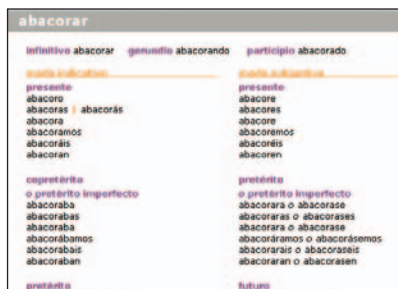 abacorar
infinitivo abacorar gerundio abacorando participio abacorado
modo indicativo
presente
abacoro
abacoras | abacorás
abacora
abacoramos
abacoráis
abacoran
copretérito
o pretérito imperfecto
abacoraba
abacorabas
abacoraba
abacorábamos
abacorabais
abacoraban
pretérito
modo subjuntivo
presente
abacore
abacores
abacore
abacoremos
abacoréis
abacoren
pretérito
o pretérito imperfecto
abacorara o abacorase
abacoraras o abacorases
abacorara o abacorase
abacoráramos o abacorásemos
abacorarais o abacoraseis
abacoraran o abacorasen
futuro